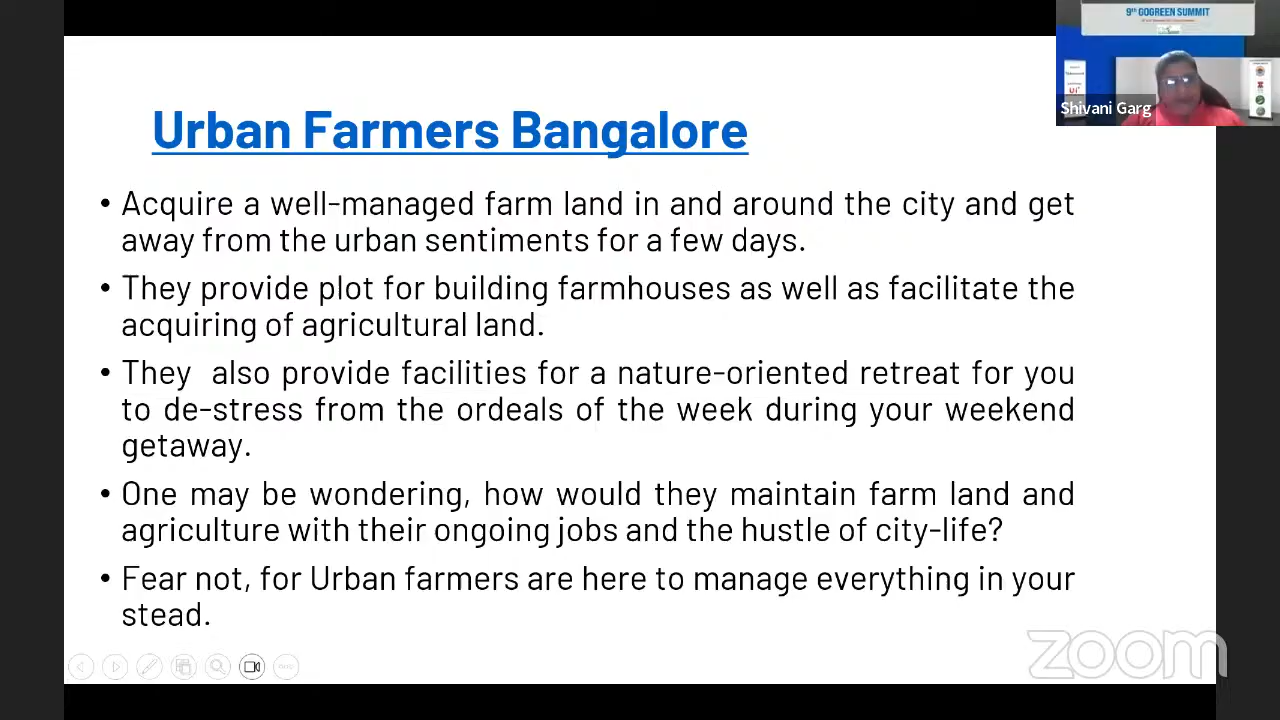 9th GOGREEN SUMMIT
Shivani Garg
Urban Farmers Bangalore
• Acquire a well-managed farm land in and around the city and get
away from the urban sentiments for a few days.
• They provide plot for building farmhouses as well as facilitate the
acquiring of agricultural land.
• They also provide facilities for a nature-oriented retreat for you
to de-stress from the ordeals of the week during your weekend
getaway.
• One may be wondering, how would they maintain farm land and
agriculture with their ongoing jobs and the hustle of city-life?
• Fear not, for Urban farmers are here to manage everything in your
stead.
zoom